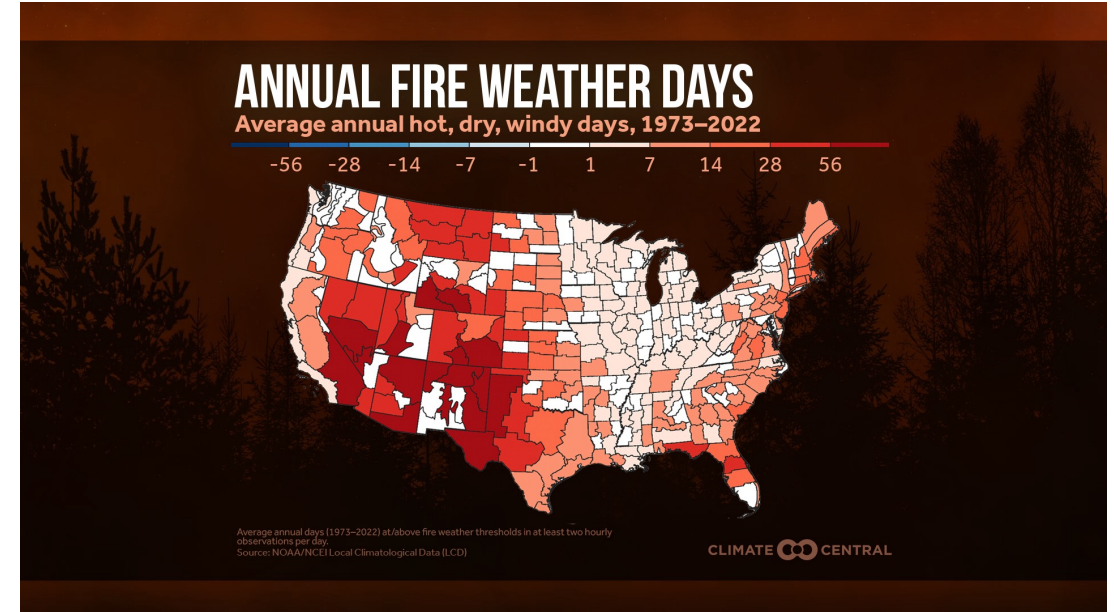 ANNUAL FIRE WEATHER DAYS
Average annual hot, dry, windy days, 1973–2022
-56 -28 -14 -7 -1 1 7 14 28 56
Average annual days (1973–2022) at/above fire weather thresholds in at least two hourly
observations per day.
Source: NOAA/NCEI Local Climatological Data (LCD)
CLIMATE CENTRAL